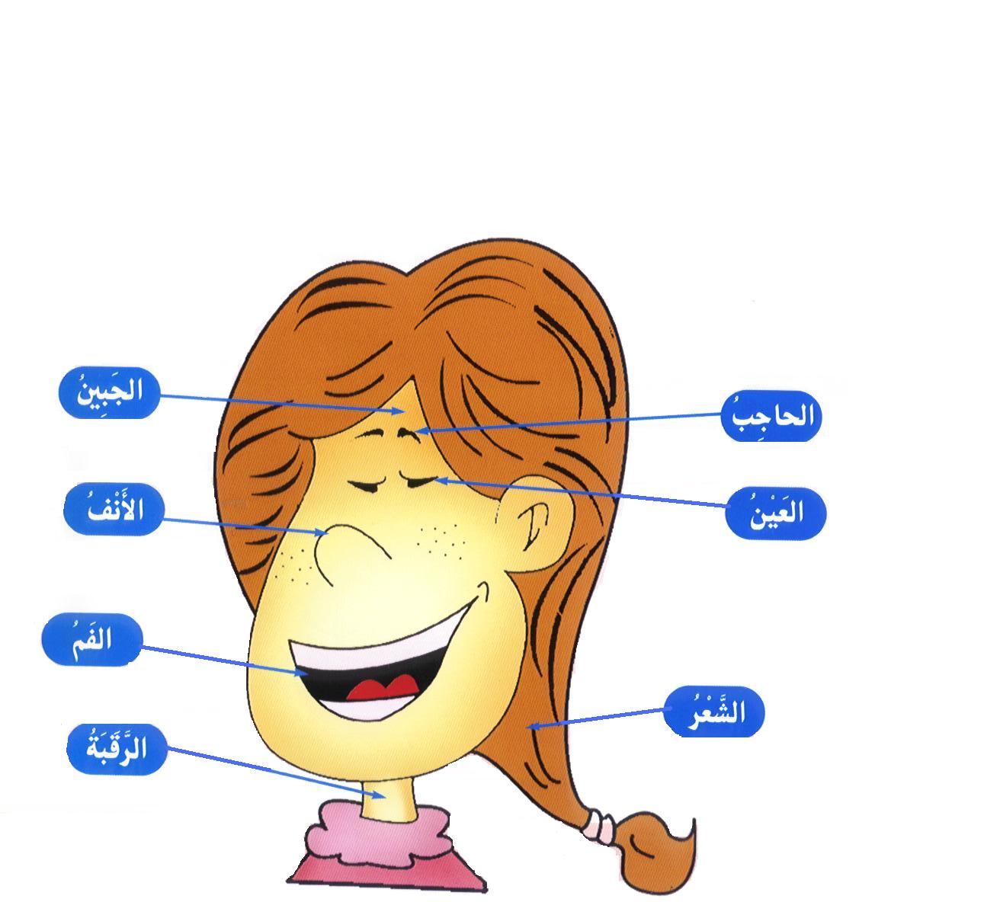 الجَبِينُ
الحاجِبُ
الأَنْفُ
العَيْنُ
الفَمُ
الشَّعْرُ
الرَّقَبَةُ